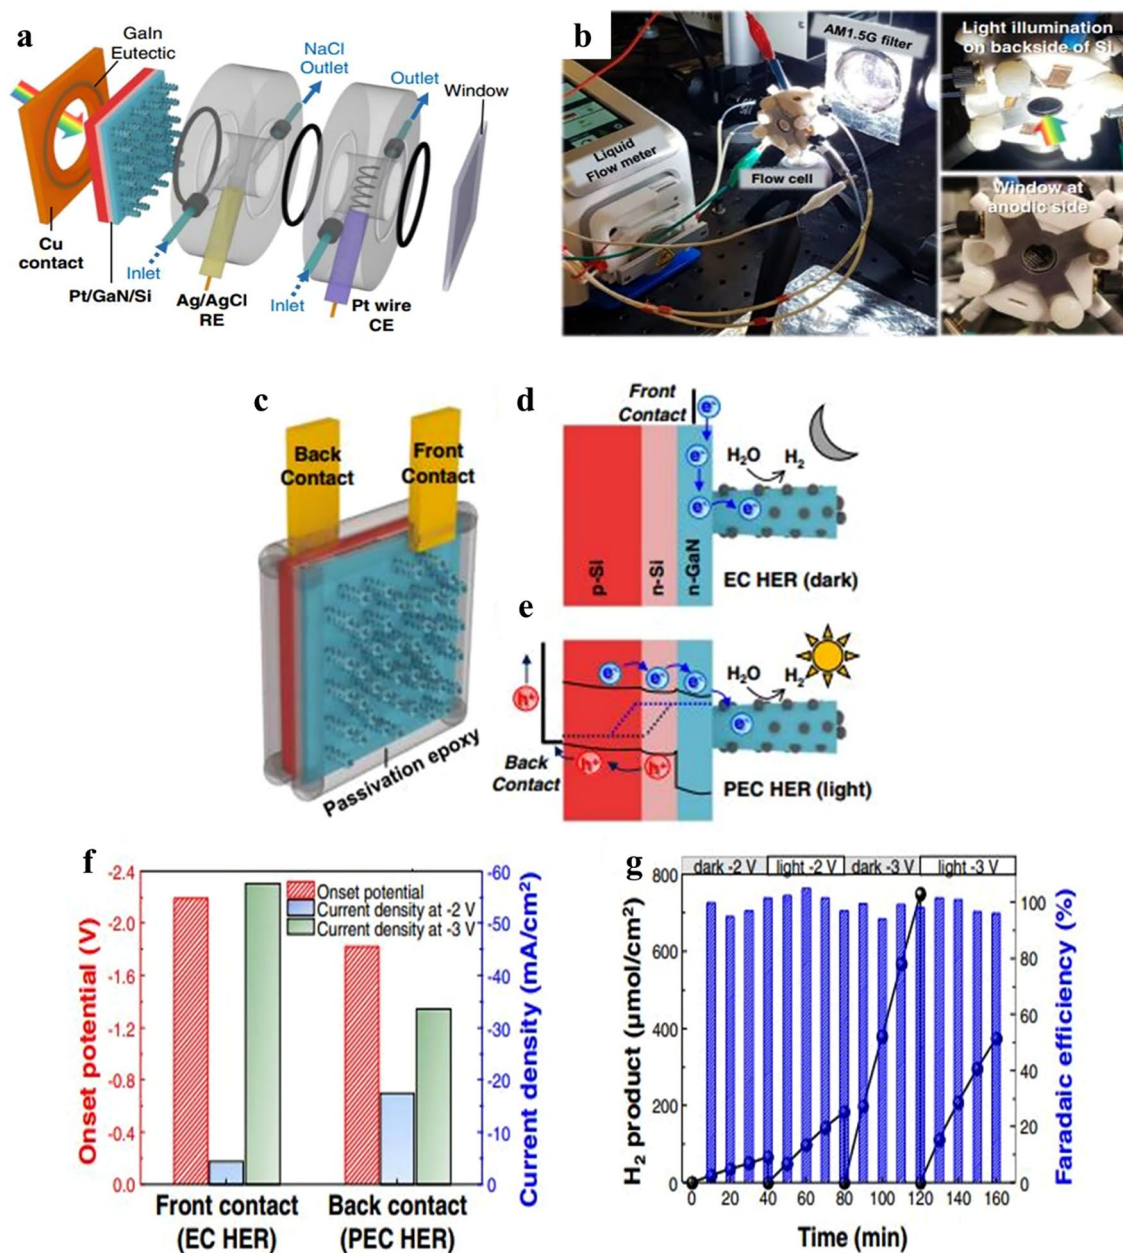 a
GaIn
Eutectic
NaCl
Outlet
Outlet
Window
Cu
contact
Inlet
Pt/GaN/Si
Ag/AgCl
RE
Inlet
Pt wire
CE
b
AM1.5G filter
Liquid
Flow meter
Flow cell
Light illumination
on backside of Si
Window at
anodic side
c
Back
Contact
Front
Contact
Passivation epoxy
d
Front
Contact
e⁻
e⁻
e⁻
e⁻
H₂O
H₂
p-Si
n-Si
n-GaN
EC HER (dark)
e
e⁻
e⁻
e⁻
e⁻
H₂O
H₂
h⁺
h⁺
h⁺
Back
Contact
PEC HER (light)
f
Onset potential (V)
-2.4
-2.0
-1.6
-1.2
-0.8
-0.4
0.0
Onset potential
Current density at -2 V
Current density at -3 V
-60
-50
-40
-30
-20
-10
0
Current density (mA/cm²)
Front contact
(EC HER)
Back contact
(PEC HER)
g
dark -2 V
light -2 V
dark -3 V
light -3 V
H₂ product (μmol/cm²)
800
600
400
200
0
100
80
60
40
20
0
Faradaic efficiency (%)
0 20 40 60 80 100 120 140 160
Time (min)